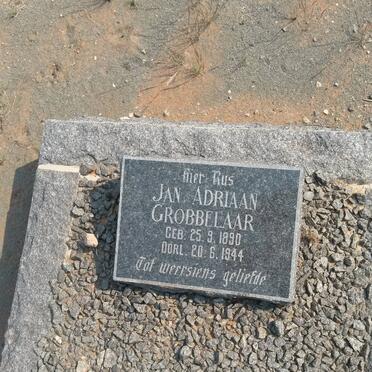 Hier Rus
JAN ADRIAAN
GROBBELAAR
GEB. 25. 9. 1890
OORL. 20. 6. 1944
Tot weersiens geliefde